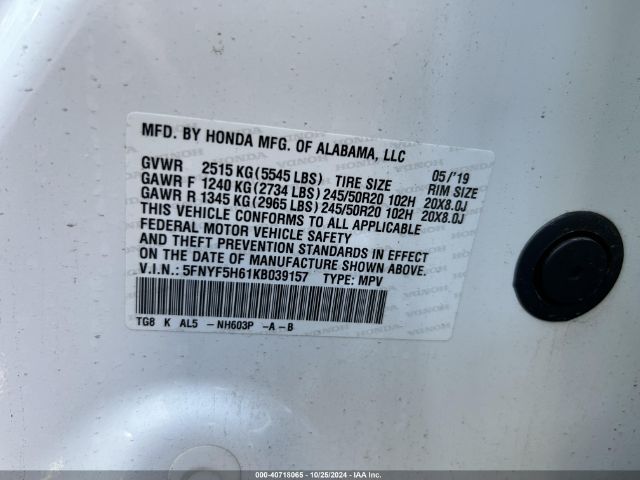 MFD. BY HONDA MFG. OF ALABAMA, LLC
GVWR 2515 KG(5545 LBS) TIRE SIZE 05/'19 RIM SIZE
GAWR F 1240 KG(2734 LBS)245/50R20 102H 20X8.0J
GAWR R 1345 KG(2965 LBS)245/50R20 102H 20X8.0J
THIS VEHICLE CONFORMS TO ALL APPLICABLE
FEDERAL MOTOR VEHICLE SAFETY
AND THEFT PREVENTION STANDARDS IN EFFECT
ON THE DATE OF MANUFACTURE SHOWN ABOVE.
V.I.N.: 5FNYF5H61KB039157 TYPE: MPV
TG8 K AL5 -NH603P -A-B
000-40718065 - 10/25/2024 - IAA Inc.